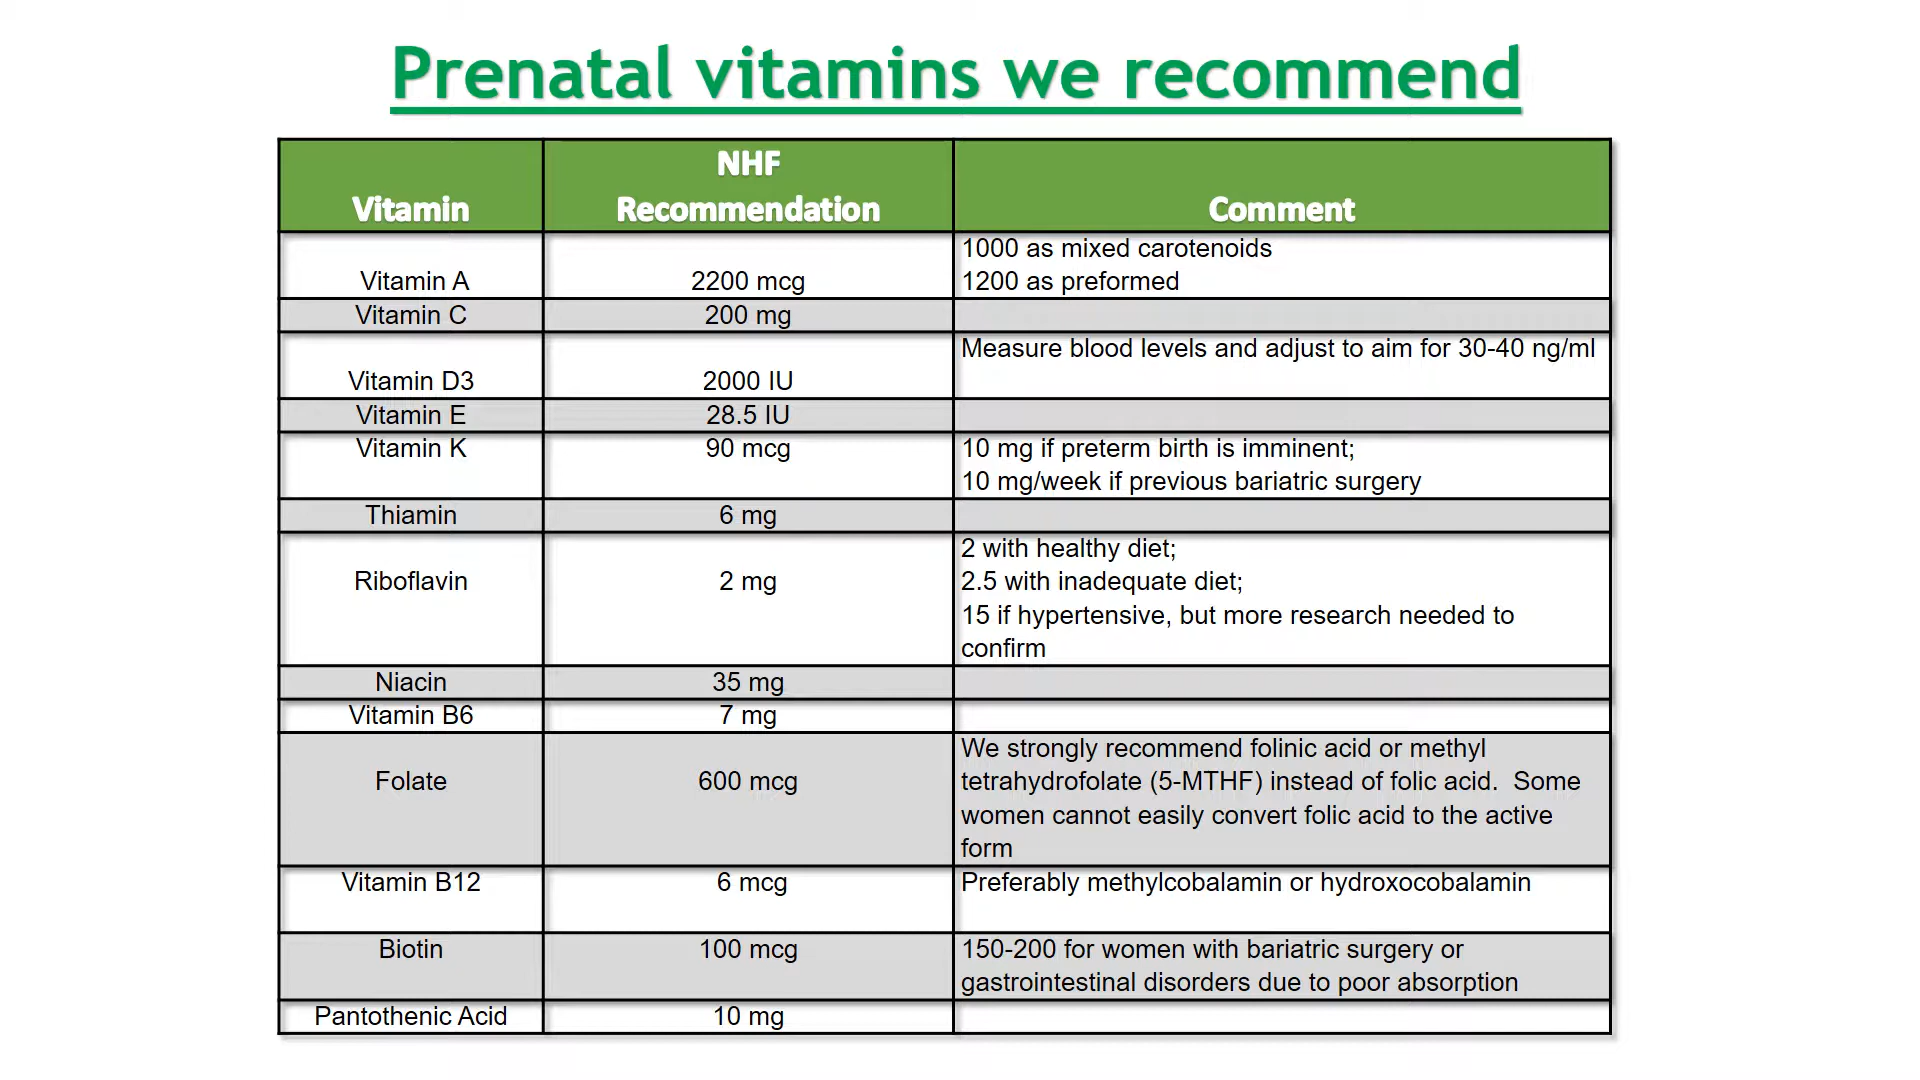 Prenatal vitamins we recommend
NHF
Vitamin Recommendation Comment
1000 as mixed carotenoids
Vitamin A 2200 mcg 1200 as preformed
Vitamin C 200 mg
Measure blood levels and adjust to aim for 30-40 ng/ml
Vitamin D3 2000 IU
Vitamin E 28.5 IU
Vitamin K 90 mcg 10 mg if preterm birth is imminent;
10 mg/week if previous bariatric surgery
Thiamin 6 mg
2 with healthy diet;
Riboflavin 2 mg 2.5 with inadequate diet;
15 if hypertensive, but more research needed to
confirm
Niacin 35 mg
Vitamin B6 7 mg
We strongly recommend folinic acid or methyl
Folate 600 mcg tetrahydrofolate (5-MTHF) instead of folic acid.  Some
women cannot easily convert folic acid to the active
form
Vitamin B12 6 mcg Preferably methylcobalamin or hydroxocobalamin
Biotin 100 mcg 150-200 for women with bariatric surgery or
gastrointestinal disorders due to poor absorption
Pantothenic Acid 10 mg